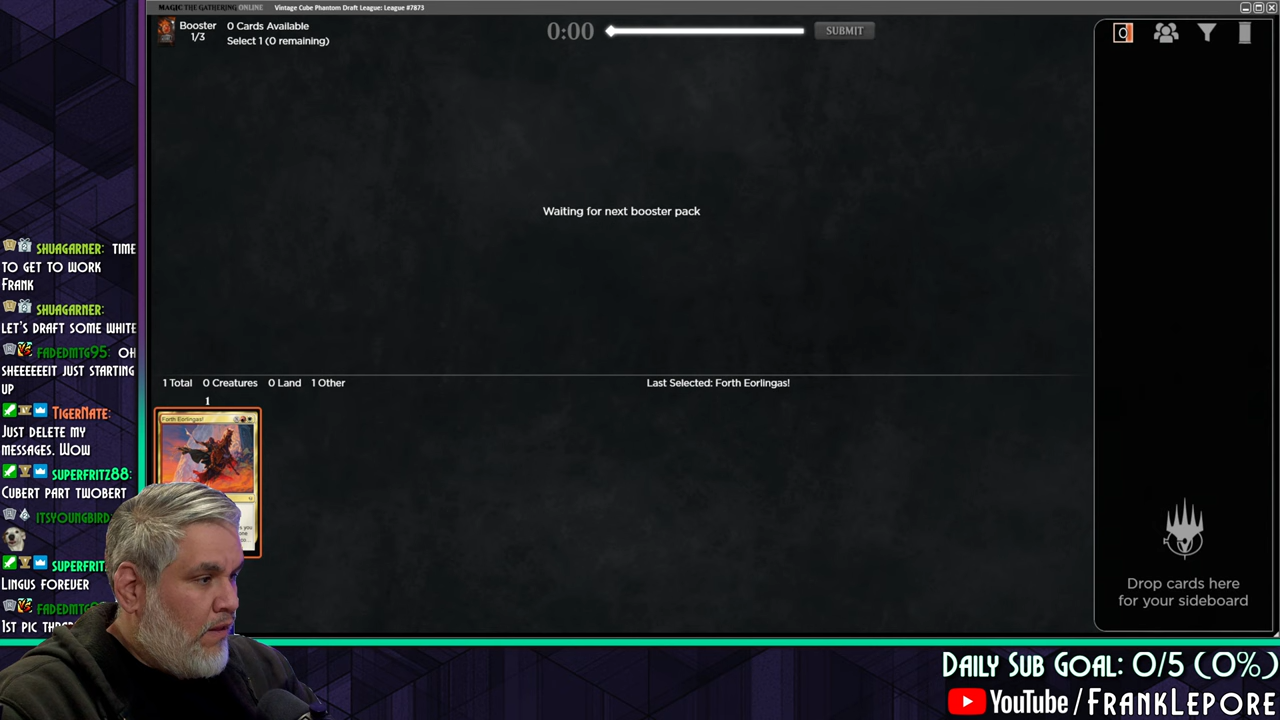 MAGIC THE GATHERING ONLINE
Vintage Cube Phantom Draft League: League #7873
Booster
1/3
0 Cards Available
Select 1 (0 remaining)
0:00
SUBMIT
Waiting for next booster pack
1 Total 0 Creatures 0 Land 1 Other
Last Selected: Forth Eorlingas!
1
Forth Eorlingas!
Drop cards here
for your sideboard
SHUAGARNER: TIME
TO GET TO WORK
FRANK
SHUAGARNER:
LET'S DRAFT SOME WHITE
FADEDMTG95: OH
SHEEEEEEIT JUST STARTING
UP
TIGERNATE:
JUST DELETE MY
MESSAGES. WOW
SUPERFRITZ88:
CUBERT PART TWOBERT
ITSYOUNGBIRD
SUPERFRIT
LINGUS FOREVER
FADEDMTG
1ST PIC
DAILY SUB GOAL: 0/5 (0%)
YOUTUBE/FRANKLEPORE